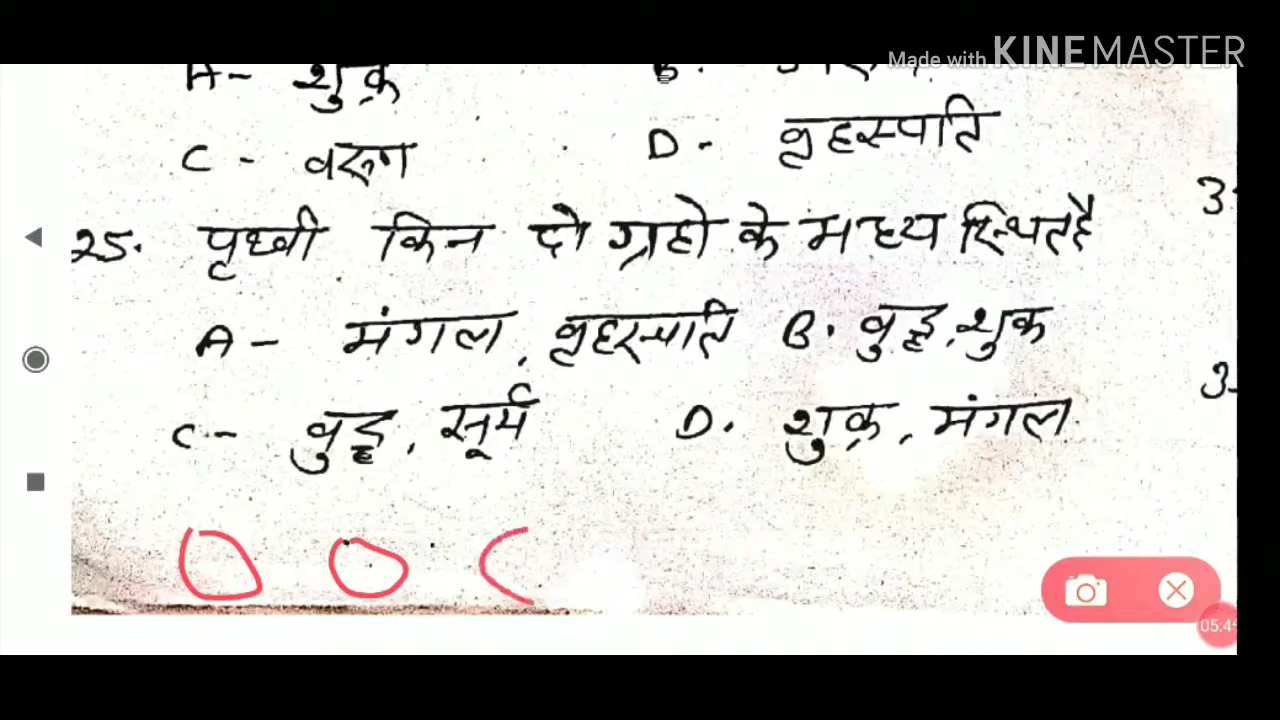 Made with KINEMASTER
A- शुक्र B.
C - वरुण D. बृहस्पति
25. पृथ्वी किन दो ग्रहो के मध्य स्थित है
A - मंगल, बृहस्पति B. बुद्ध, शुक्र
C - बुद्ध, सूर्य D. शुक्र, मंगल